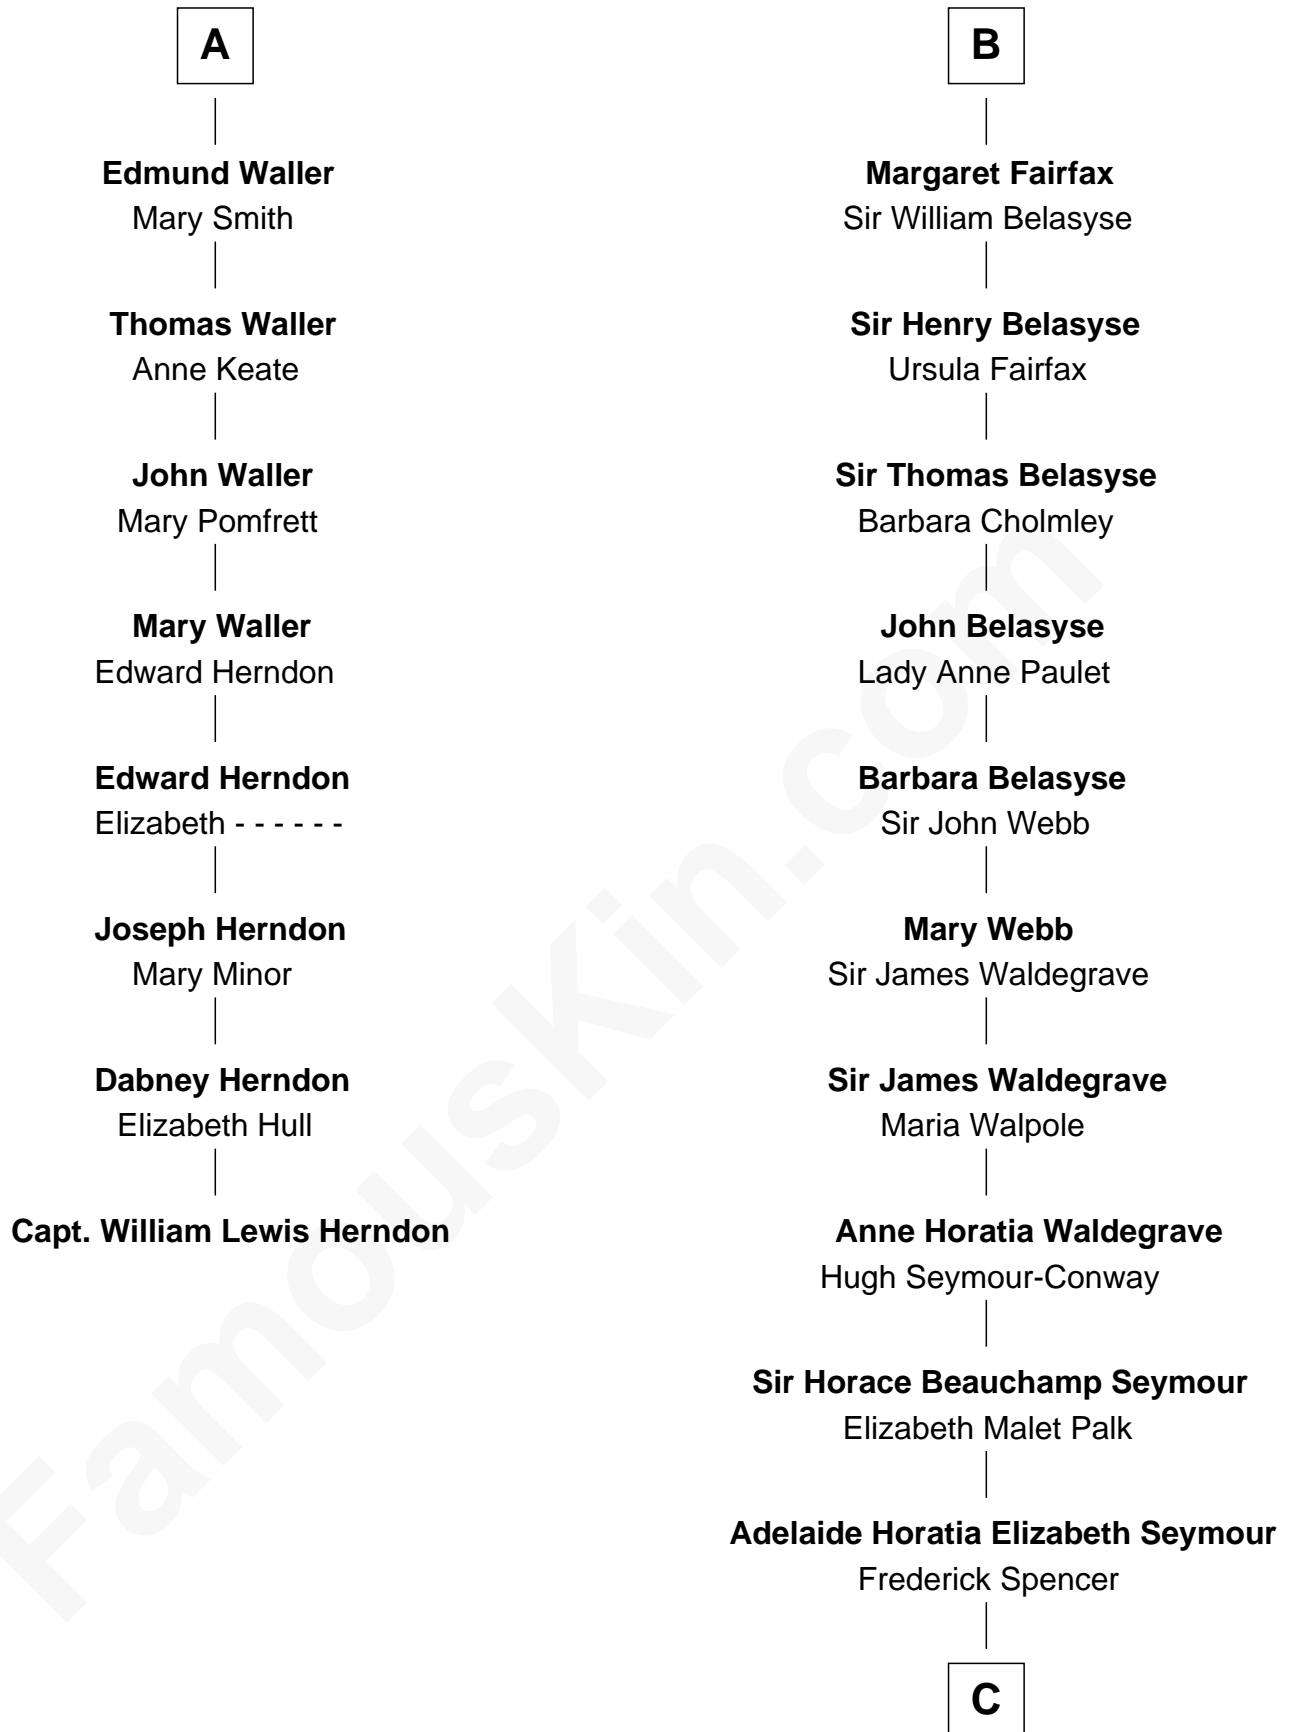 A
Edmund Waller
Mary Smith
Thomas Waller
Anne Keate
John Waller
Mary Pomfrett
Mary Waller
Edward Herndon
Edward Herndon
Elizabeth - - - - - -
Joseph Herndon
Mary Minor
Dabney Herndon
Elizabeth Hull
Capt. William Lewis Herndon
B
Margaret Fairfax
Sir William Belasyse
Sir Henry Belasyse
Ursula Fairfax
Sir Thomas Belasyse
Barbara Cholmley
John Belasyse
Lady Anne Paulet
Barbara Belasyse
Sir John Webb
Mary Webb
Sir James Waldegrave
Sir James Waldegrave
Maria Walpole
Anne Horatia Waldegrave
Hugh Seymour-Conway
Sir Horace Beauchamp Seymour
Elizabeth Malet Palk
Adelaide Horatia Elizabeth Seymour
Frederick Spencer
C
FamousKin.com